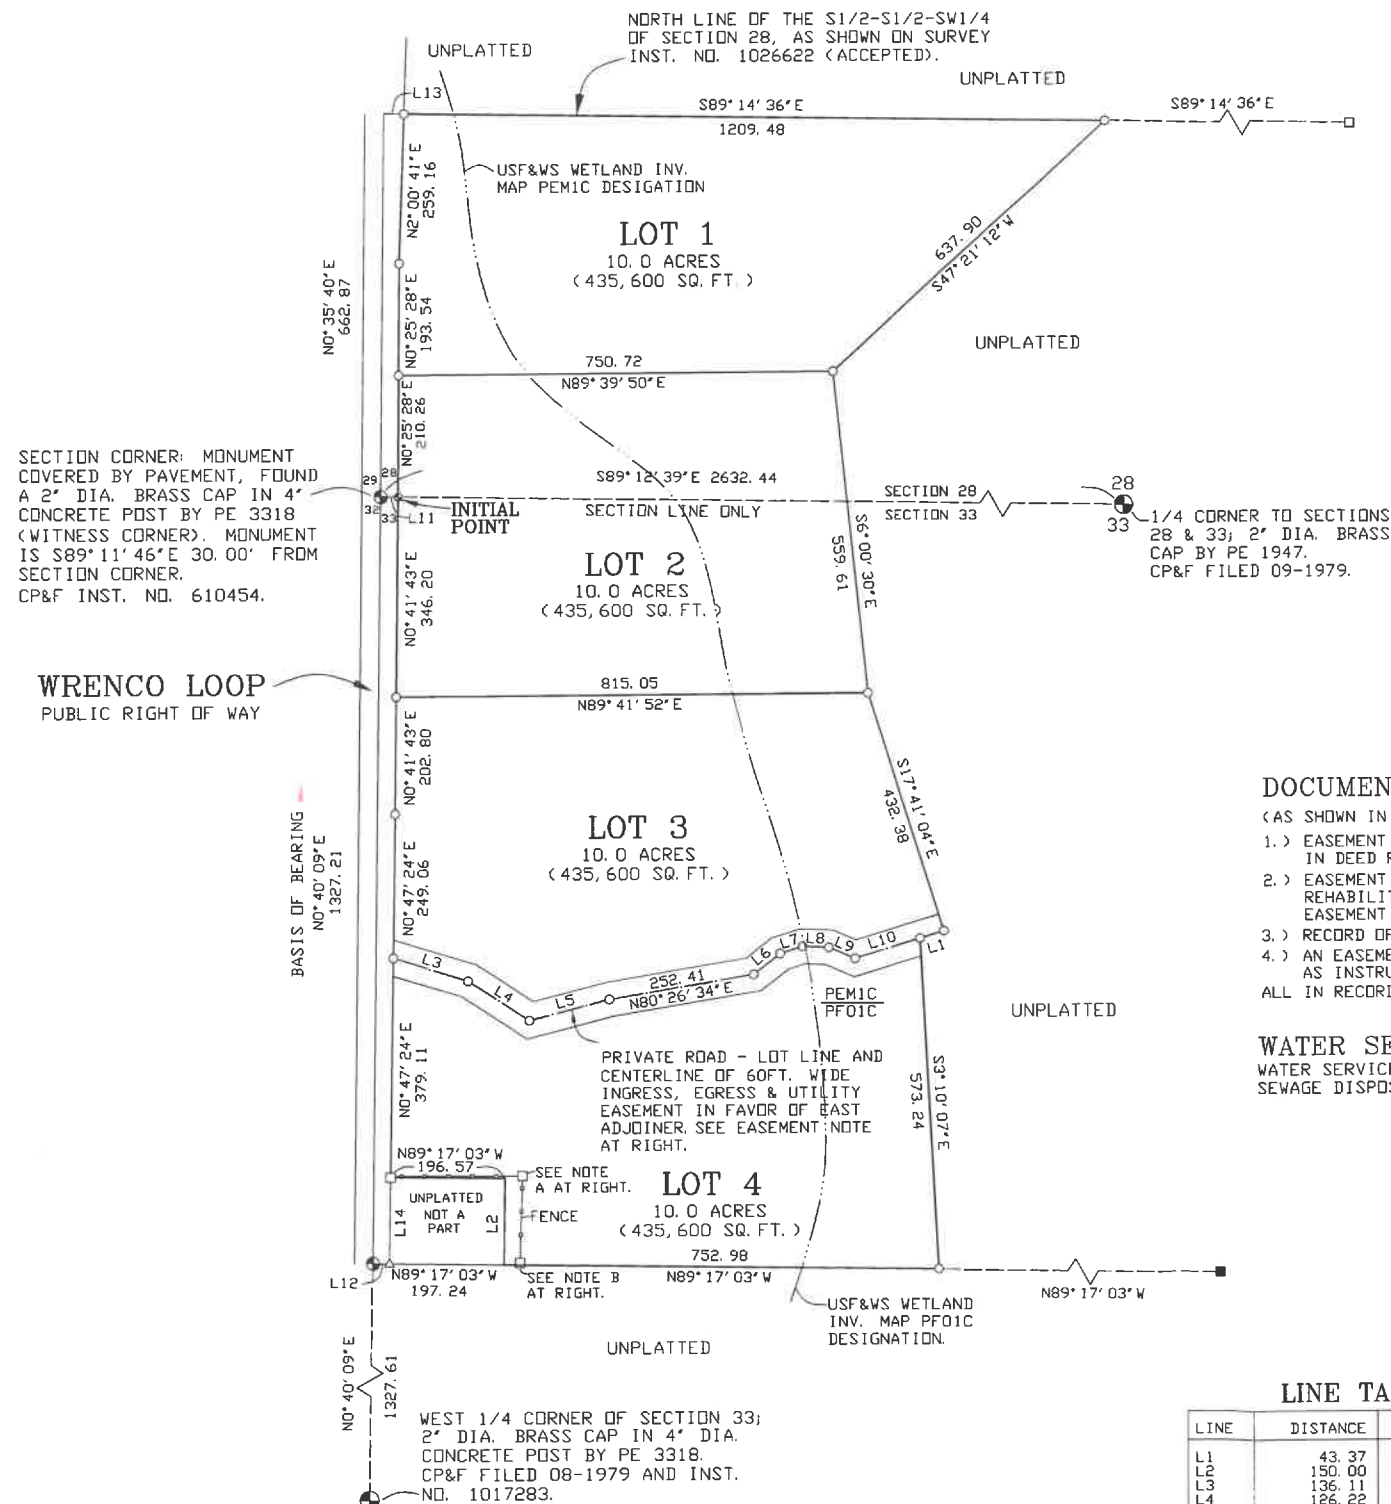 NORTH LINE OF THE S1/2-S1/2-SW1/4
OF SECTION 28, AS SHOWN ON SURVEY
INST. NO. 1026622 (ACCEPTED).
UNPLATTED
UNPLATTED
L13
S89°14'36"E
1209.48
S89°14'36"E
USF&WS WETLAND INV.
MAP PEM1C DESIGATION
N2°00'41"E
259.16
LOT 1
10.0 ACRES
(435,600 SQ.FT.)
637.90
S47°21'12"W
N0°35'40"E
662.87
N0°25'28"E
193.54
UNPLATTED
750.72
N89°39'50"E
N0°25'28"E
210.26
SECTION CORNER: MONUMENT
COVERED BY PAVEMENT, FOUND
A 2" DIA. BRASS CAP IN 4"
CONCRETE POST BY PE 3318
(WITNESS CORNER). MONUMENT
IS S89°11'46"E 30.00' FROM
SECTION CORNER.
CP&F INST. NO. 610454.
29 28
32 33
L11
INITIAL
POINT
S89°12'39"E 2632.44
SECTION LINE ONLY
SECTION 28
SECTION 33
28
33
1/4 CORNER TO SECTIONS
28 & 33; 2" DIA. BRASS
CAP BY PE 1947.
CP&F FILED 09-1979.
S6°00'30"E
559.61
LOT 2
10.0 ACRES
(435,600 SQ.FT.)
N0°41'43"E
346.20
WRENCO LOOP
PUBLIC RIGHT OF WAY
815.05
N89°41'52"E
N0°41'43"E
202.80
S17°41'04"E
432.38
BASIS OF BEARING
N0°40'09"E
1327.21
LOT 3
10.0 ACRES
(435,600 SQ.FT.)
N0°47'24"E
249.06
DOCUMEN
(AS SHOWN IN
1.) EASEMENT
IN DEED R
2.) EASEMENT
REHABILIT
EASEMENT
3.) RECORD OF
4.) AN EASEME
AS INSTRU
ALL IN RECORD
L3
L4
L5
252.41
N80°26'34"E
L6
L7
L8
L9
L10
L1
PEM1C
PF01C
UNPLATTED
WATER SE
WATER SERVIC
SEWAGE DISPOS
N0°47'24"E
379.11
PRIVATE ROAD - LOT LINE AND
CENTERLINE OF 60FT. WIDE
INGRESS, EGRESS & UTILITY
EASEMENT IN FAVOR OF EAST
ADJOINER, SEE EASEMENT NOTE
AT RIGHT.
S3°10'07"E
573.24
N89°17'03"W
196.57
SEE NOTE
A AT RIGHT.
UNPLATTED
NOT A
PART
L14
L2
FENCE
LOT 4
10.0 ACRES
(435,600 SQ.FT.)
752.98
N89°17'03"W
L12
N89°17'03"W
197.24
SEE NOTE B
AT RIGHT.
N89°17'03"W
USF&WS WETLAND
INV. MAP PF01C
DESIGNATION.
UNPLATTED
N0°40'09"E
1327.61
WEST 1/4 CORNER OF SECTION 33;
2" DIA. BRASS CAP IN 4" DIA.
CONCRETE POST BY PE 3318.
CP&F FILED 08-1979 AND INST.
NO. 1017283.
LINE TA
LINE DISTANCE
L1 43.37
L2 150.00
L3 136.11
L4 126.22